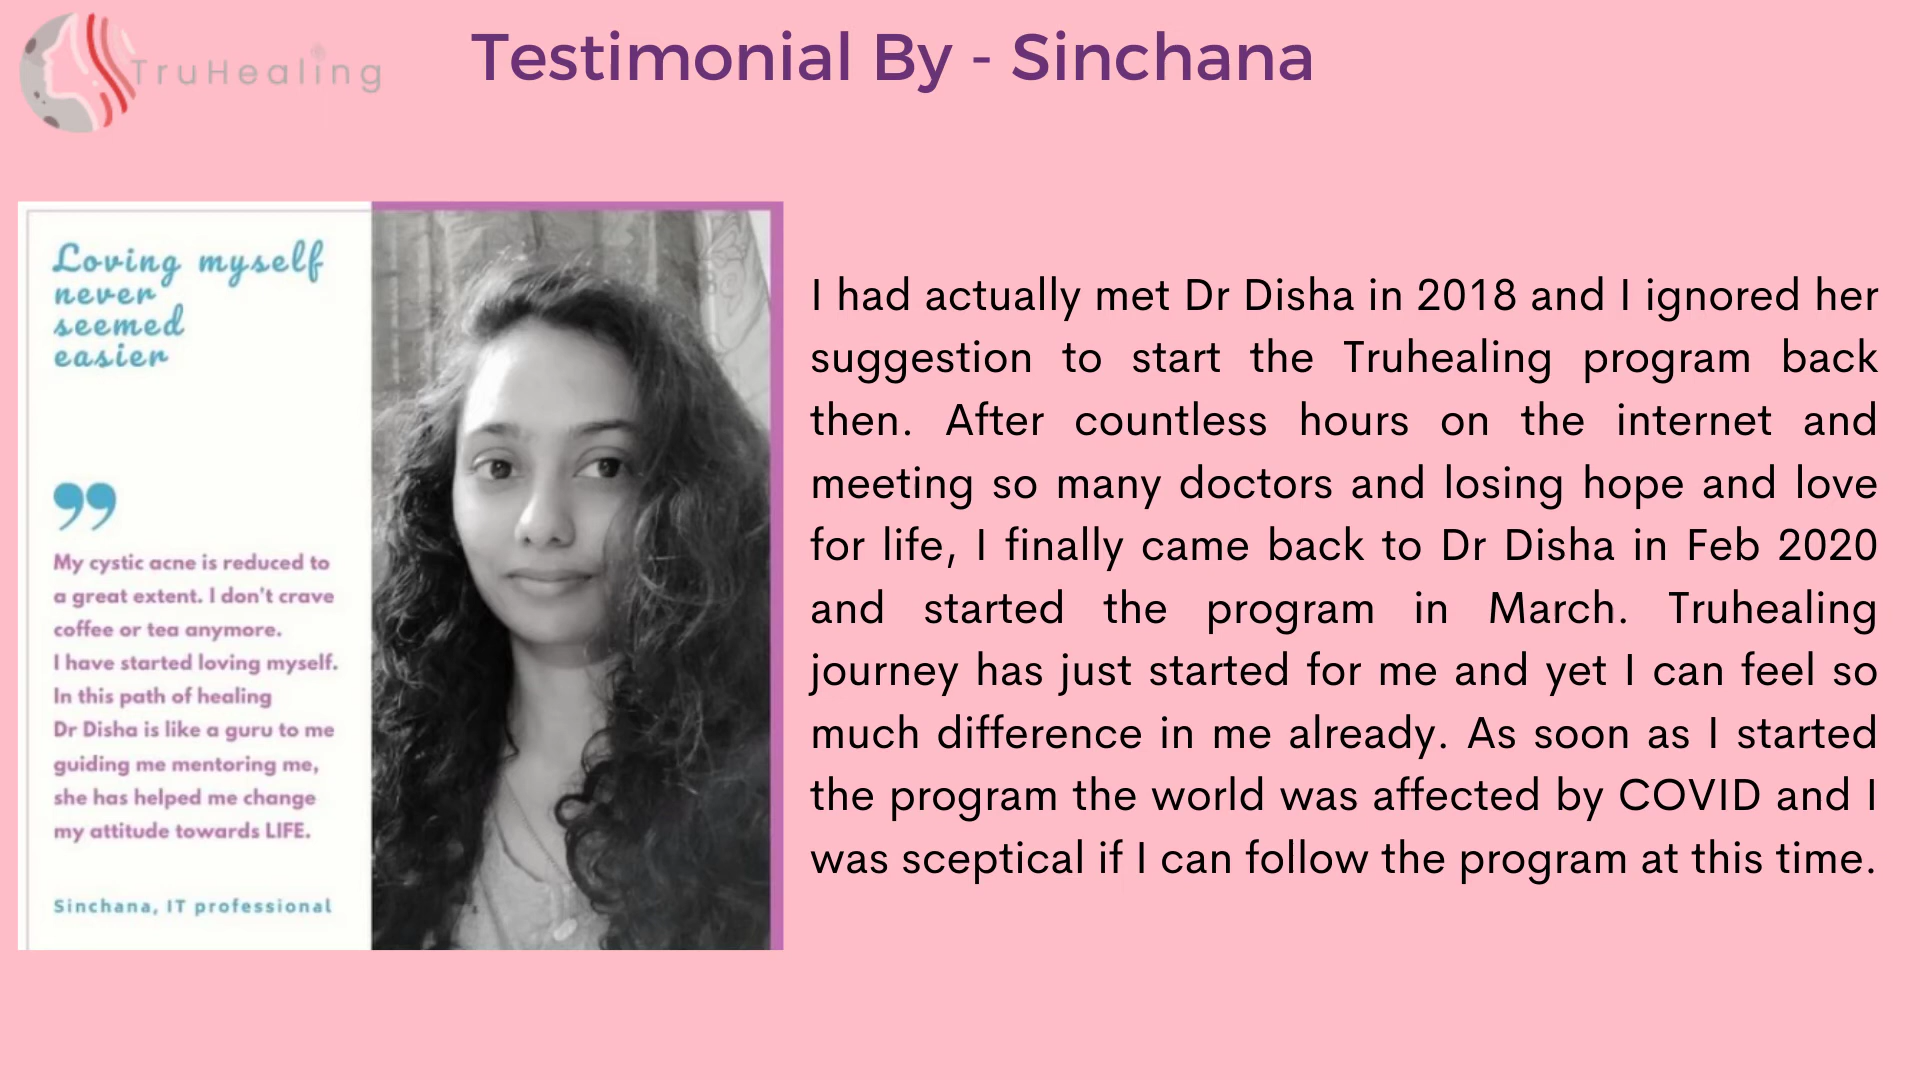 TruHealing
Testimonial By - Sinchana
Loving myself
never
seemed
easier
”
My cystic acne is reduced to
a great extent. I don't crave
coffee or tea anymore.
I have started loving myself.
In this path of healing
Dr Disha is like a guru to me
guiding me mentoring me,
she has helped me change
my attitude towards LIFE.
Sinchana, IT professional
I had actually met Dr Disha in 2018 and I ignored her
suggestion to start the Truhealing program back
then. After countless hours on the internet and
meeting so many doctors and losing hope and love
for life, I finally came back to Dr Disha in Feb 2020
and started the program in March. Truhealing
journey has just started for me and yet I can feel so
much difference in me already. As soon as I started
the program the world was affected by COVID and I
was sceptical if I can follow the program at this time.